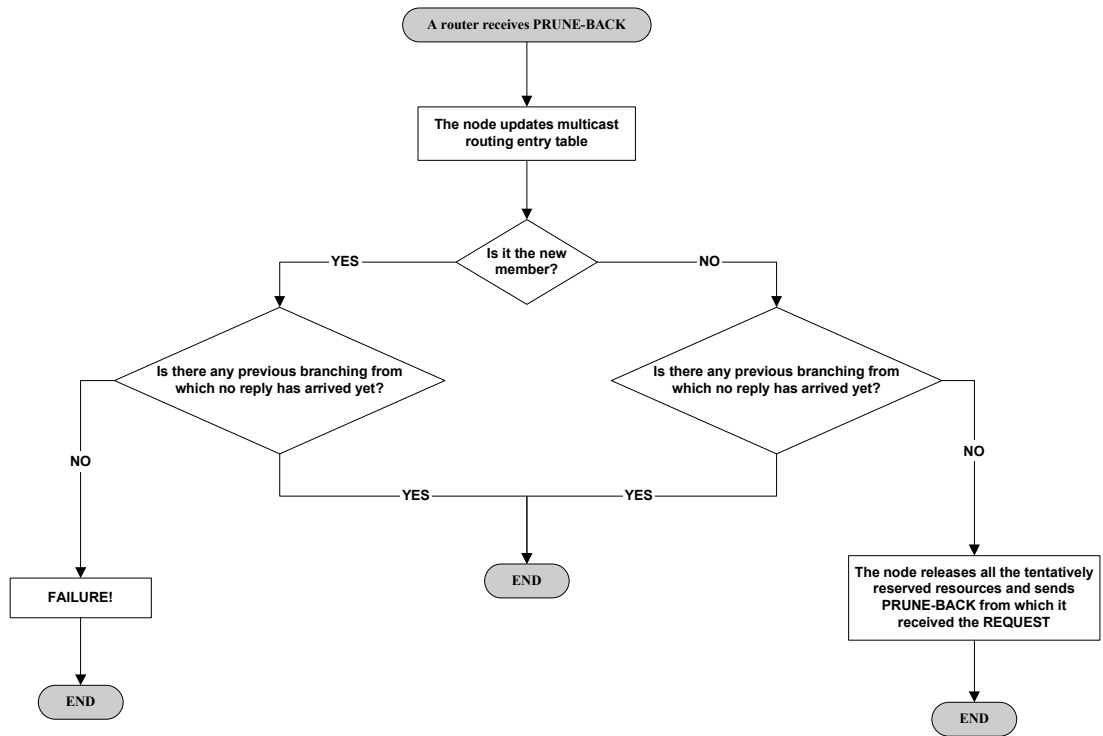 A router receives PRUNE-BACK
The node updates multicast
routing entry table
Is it the new
member?
YES
NO
Is there any previous branching from
which no reply has arrived yet?
Is there any previous branching from
which no reply has arrived yet?
NO
NO
YES
YES
END
FAILURE!
The node releases all the tentatively
reserved resources and sends
PRUNE-BACK from which it
received the REQUEST
END
END